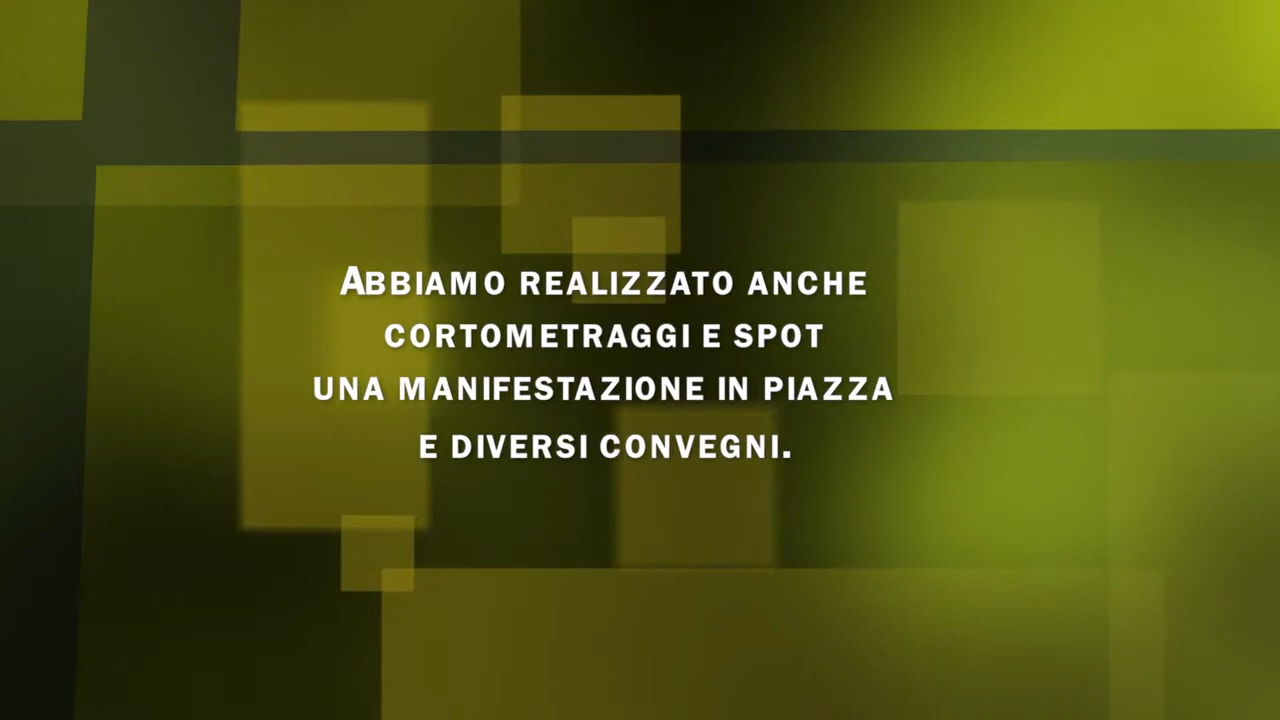 Abbiamo realizzato anche
cortometraggi e spot
una manifestazione in piazza
e diversi convegni.